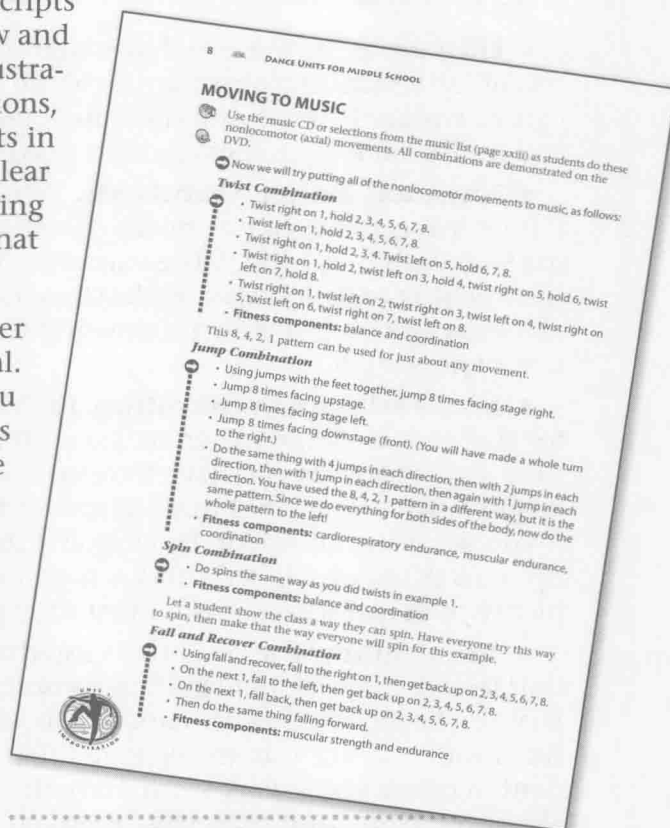 cripts
w and
ustra-
ions,
ts in
lear
ing
hat
er
al.
u
s
e
8 DANCE UNITS FOR MIDDLE SCHOOL
MOVING TO MUSIC
Use the music CD or selections from the music list (page xxiii) as students do these
nonlocomotor (axial) movements. All combinations are demonstrated on the
DVD.
Now we will try putting all of the nonlocomotor movements to music, as follows:
Twist Combination
• Twist right on 1, hold 2, 3, 4, 5, 6, 7, 8.
• Twist left on 1, hold 2, 3, 4, 5, 6, 7, 8.
• Twist right on 1, hold 2, 3, 4. Twist left on 5, hold 6, 7, 8.
• Twist right on 1, hold 2, twist left on 3, hold 4, twist right on 5, hold 6, twist
left on 7, hold 8.
• Twist right on 1, twist left on 2, twist right on 3, twist left on 4, twist right on
5, twist left on 6, twist right on 7, twist left on 8.
• Fitness components: balance and coordination
This 8, 4, 2, 1 pattern can be used for just about any movement.
Jump Combination
• Using jumps with the feet together, jump 8 times facing stage right.
• Jump 8 times facing upstage.
• Jump 8 times facing stage left.
• Jump 8 times facing downstage (front). (You will have made a whole turn
to the right.)
• Do the same thing with 4 jumps in each direction, then with 2 jumps in each
direction, then with 1 jump in each direction, then again with 1 jump in each
direction. You have used the 8, 4, 2, 1 pattern in a different way, but it is the
same pattern. Since we do everything for both sides of the body, now do the
whole pattern to the left!
• Fitness components: cardiorespiratory endurance, muscular endurance,
coordination
Spin Combination
• Do spins the same way as you did twists in example 1.
• Fitness components: balance and coordination
Let a student show the class a way they can spin. Have everyone try this way
to spin, then make that the way everyone will spin for this example.
Fall and Recover Combination
• Using fall and recover, fall to the right on 1, then get back up on 2, 3, 4, 5, 6, 7, 8.
• On the next 1, fall to the left, then get back up on 2, 3, 4, 5, 6, 7, 8.
• On the next 1, fall back, then get back up on 2, 3, 4, 5, 6, 7, 8.
• Then do the same thing falling forward.
• Fitness components: muscular strength and endurance
UNIT 1
IMPROVISATION